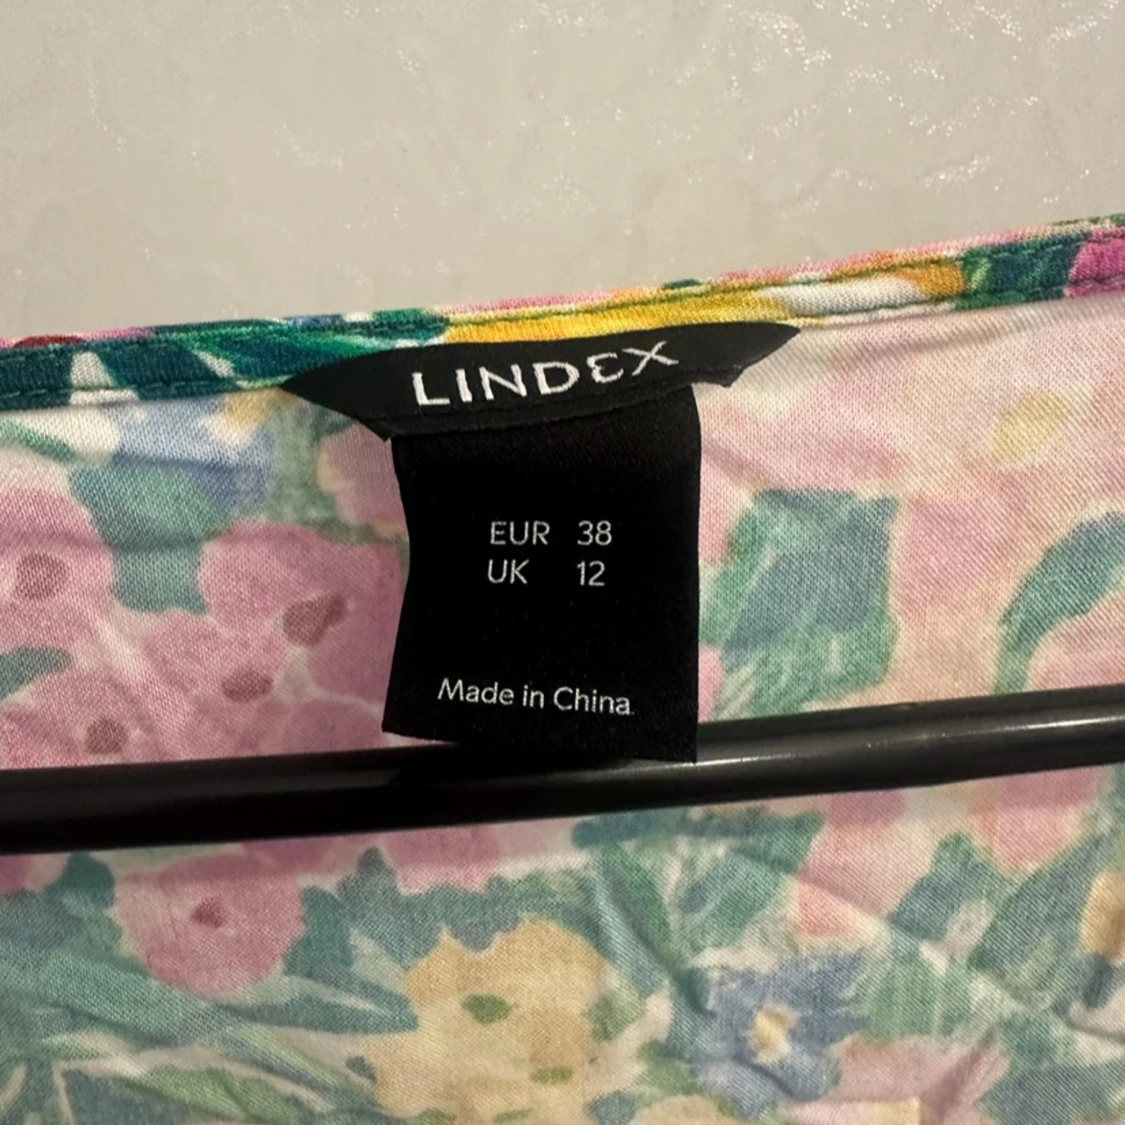 LINDEX
EUR 38
UK 12
Made in China